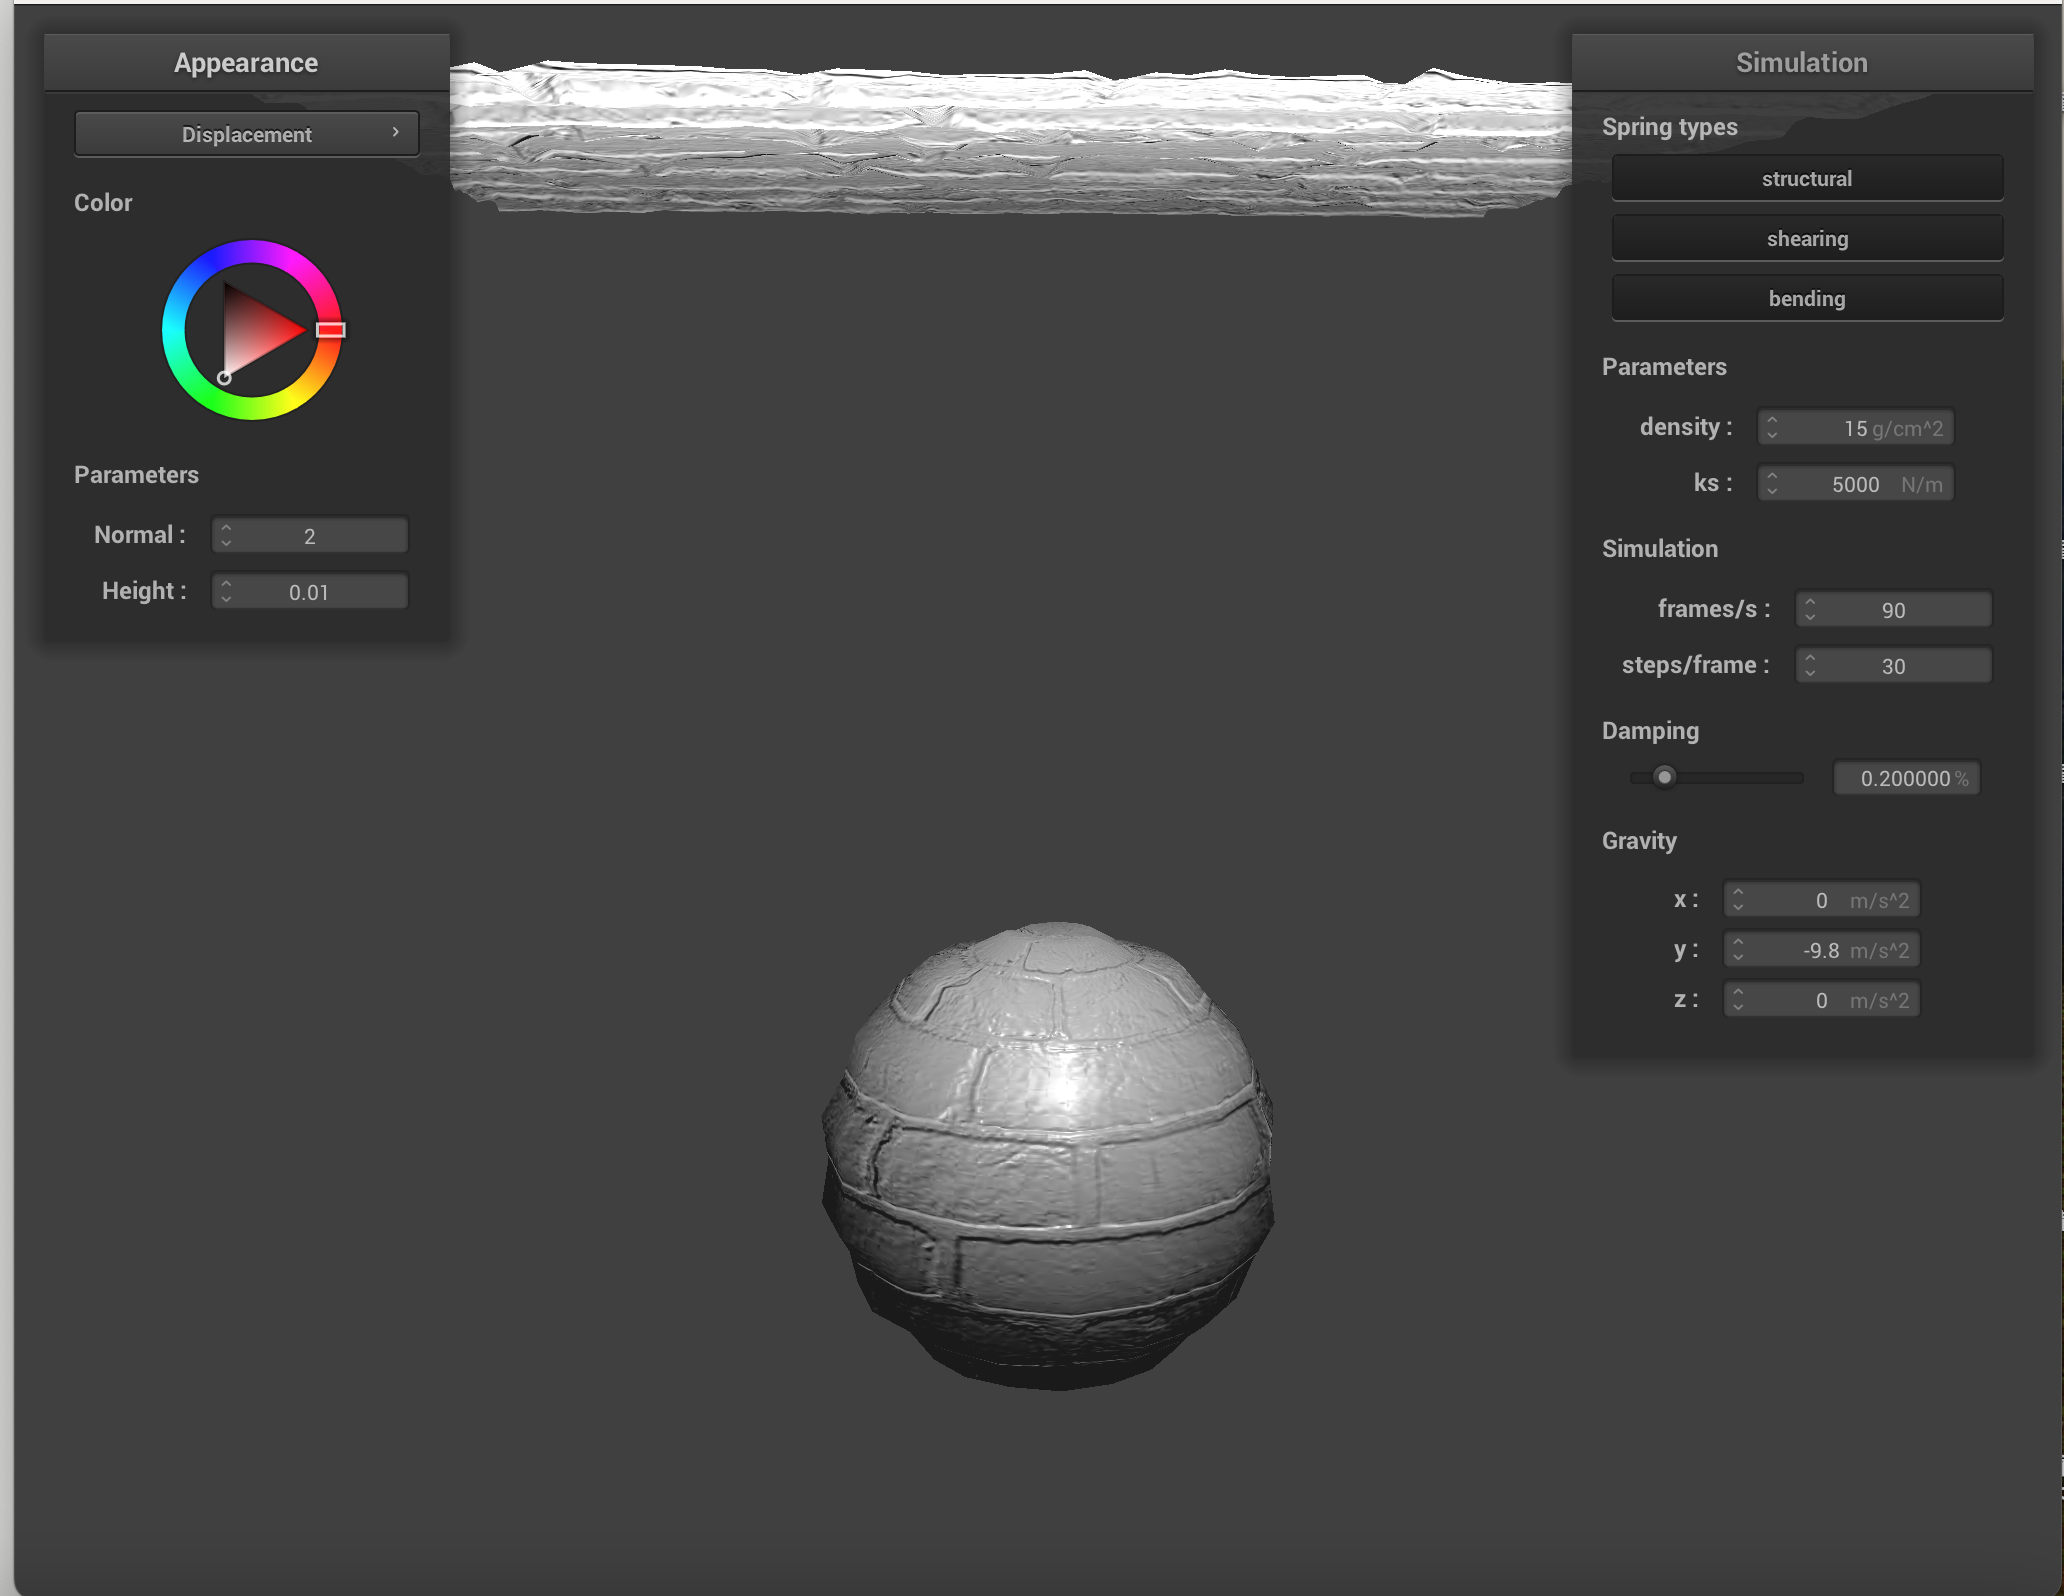 Appearance
Displacement
Color
Parameters
Normal : 2
Height : 0.01
Simulation
Spring types
structural
shearing
bending
Parameters
density : 15 g/cm^2
ks : 5000 N/m
Simulation
frames/s : 90
steps/frame : 30
Damping
0.200000 %
Gravity
x : 0 m/s^2
y : -9.8 m/s^2
z : 0 m/s^2